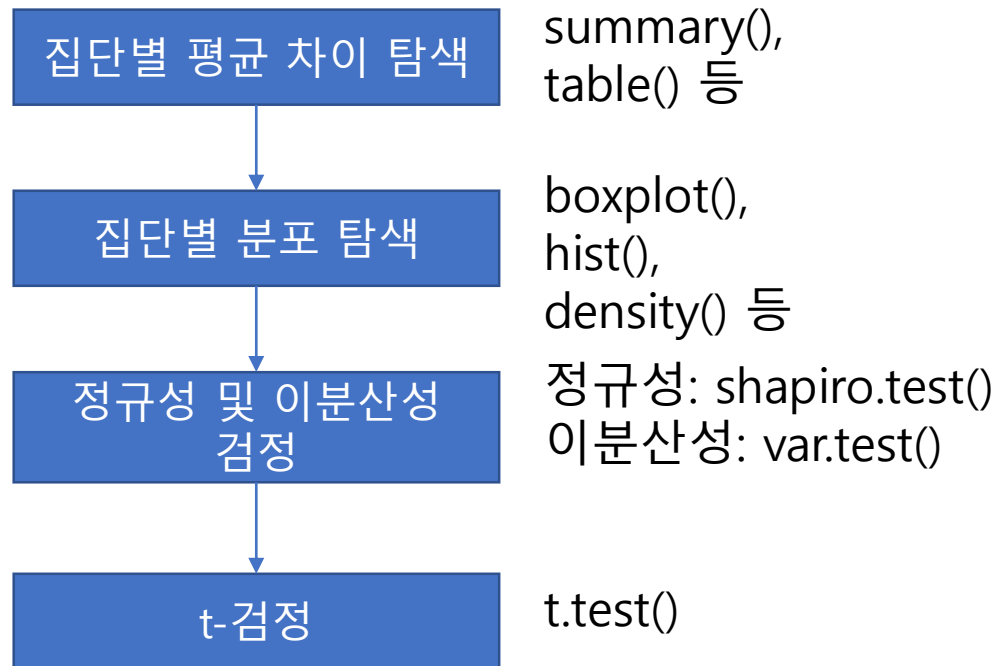 집단별 평균 차이 탐색
summary(),
table() 등
집단별 분포 탐색
boxplot(),
hist(),
density() 등
정규성 및 이분산성
검정
정규성: shapiro.test()
이분산성: var.test()
t-검정
t.test()